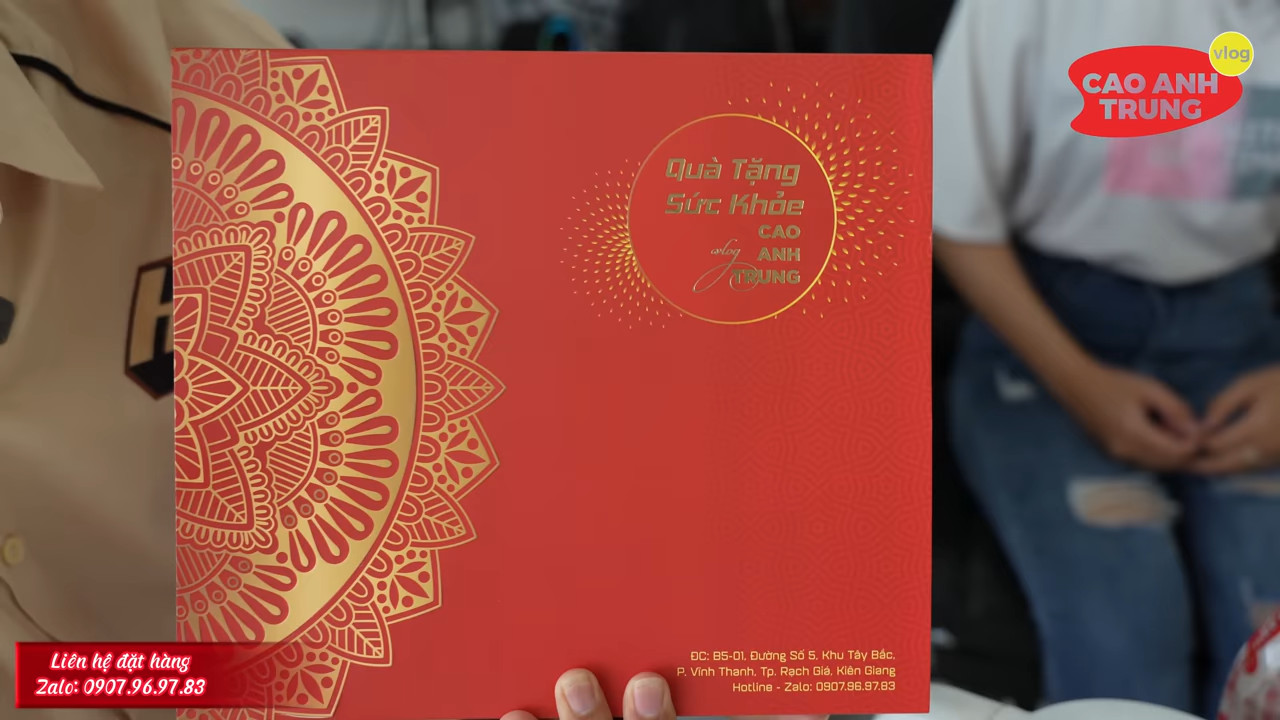 vlog
CAO ANH
TRUNG
Quà Tặng
Sức Khỏe
CAO
vlog ANH
TRUNG
H
ĐC: B5-01, Đường Số 5, Khu Tây Bắc,
P. Vĩnh Thanh, Tp. Rạch Giá, Kiên Giang
Hotline - Zalo: 0907.96.97.83
Liên hệ đặt hàng
Zalo: 0907.96.97.83